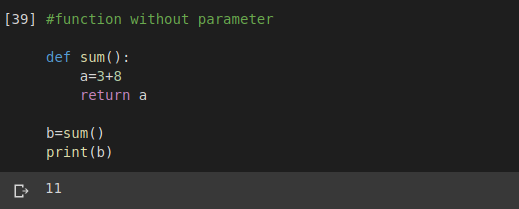 [39] #function without parameter
def sum():
    a=3+8
    return a
b=sum()
print(b)
11